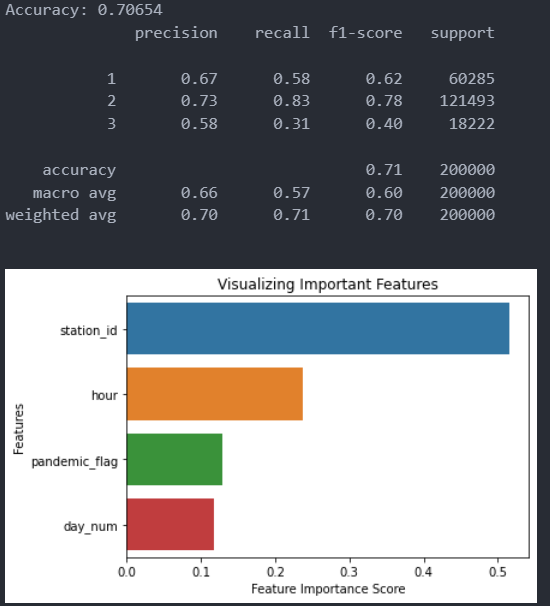 Accuracy: 0.70654
precision recall f1-score support
1 0.67 0.58 0.62 60285
2 0.73 0.83 0.78 121493
3 0.58 0.31 0.40 18222
accuracy 0.71 200000
macro avg 0.66 0.57 0.60 200000
weighted avg 0.70 0.71 0.70 200000
Visualizing Important Features
Features
station_id
hour
pandemic_flag
day_num
0.0 0.1 0.2 0.3 0.4 0.5
Feature Importance Score